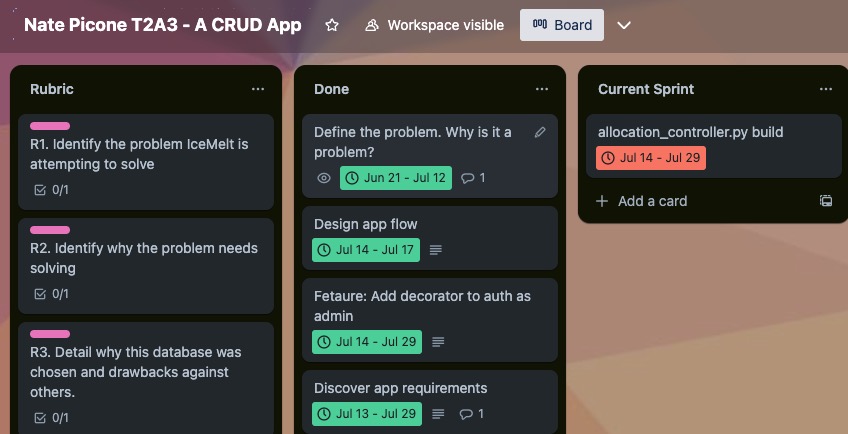 Nate Picone T2A3 - A CRUD App
Workspace visible
Board
Rubric
R1. Identify the problem IceMelt is
attempting to solve
0/1
R2. Identify why the problem needs
solving
0/1
R3. Detail why this database was
chosen and drawbacks against
others.
0/1
Done
Define the problem. Why is it a
problem?
Jun 21 - Jul 12
1
Design app flow
Jul 14 - Jul 17
Fetaure: Add decorator to auth as
admin
Jul 14 - Jul 29
Discover app requirements
Jul 13 - Jul 29
1
Current Sprint
allocation_controller.py build
Jul 14 - Jul 29
Add a card